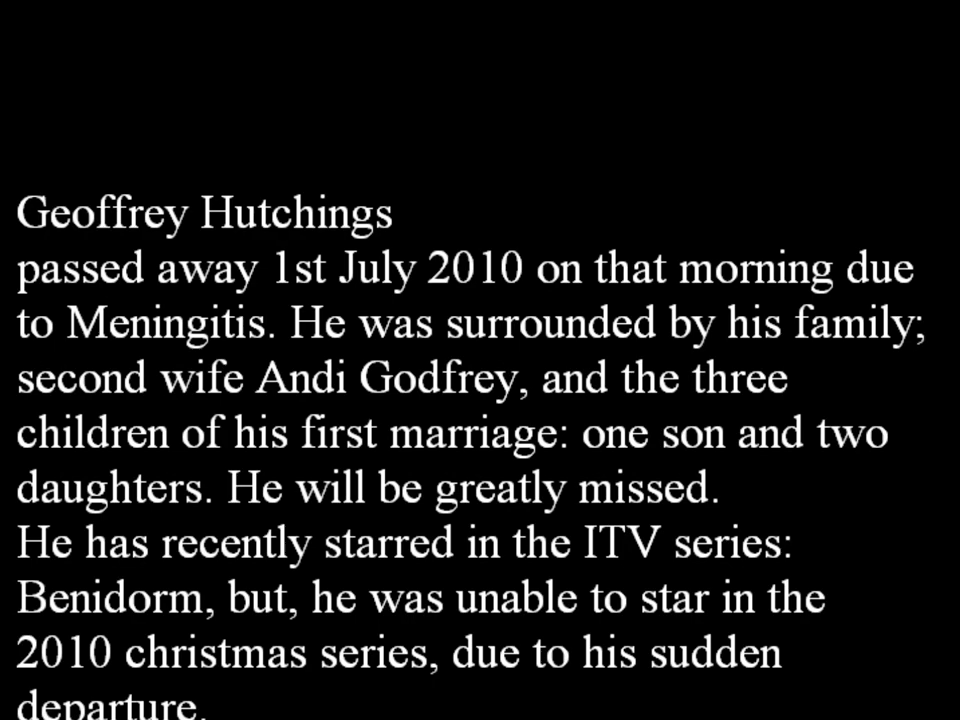 Geoffrey Hutchings
passed away 1st July 2010 on that morning due
to Meningitis. He was surrounded by his family;
second wife Andi Godfrey, and the three
children of his first marriage: one son and two
daughters. He will be greatly missed.
He has recently starred in the ITV series:
Benidorm, but, he was unable to star in the
2010 christmas series, due to his sudden
departure.